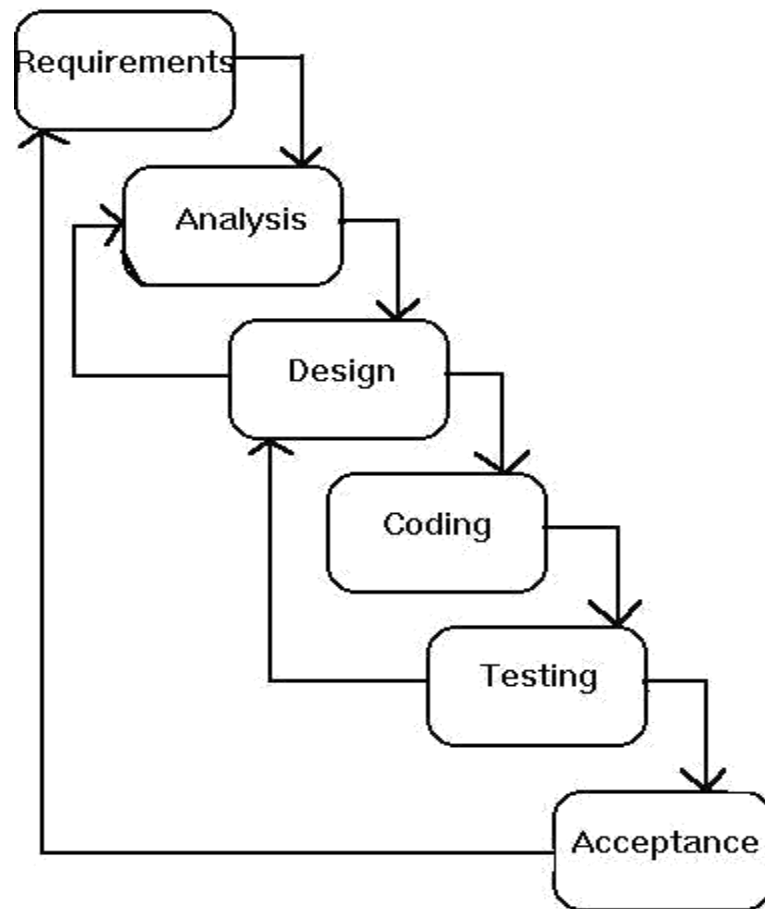 Requirements
Analysis
Design
Coding
Testing
Acceptance